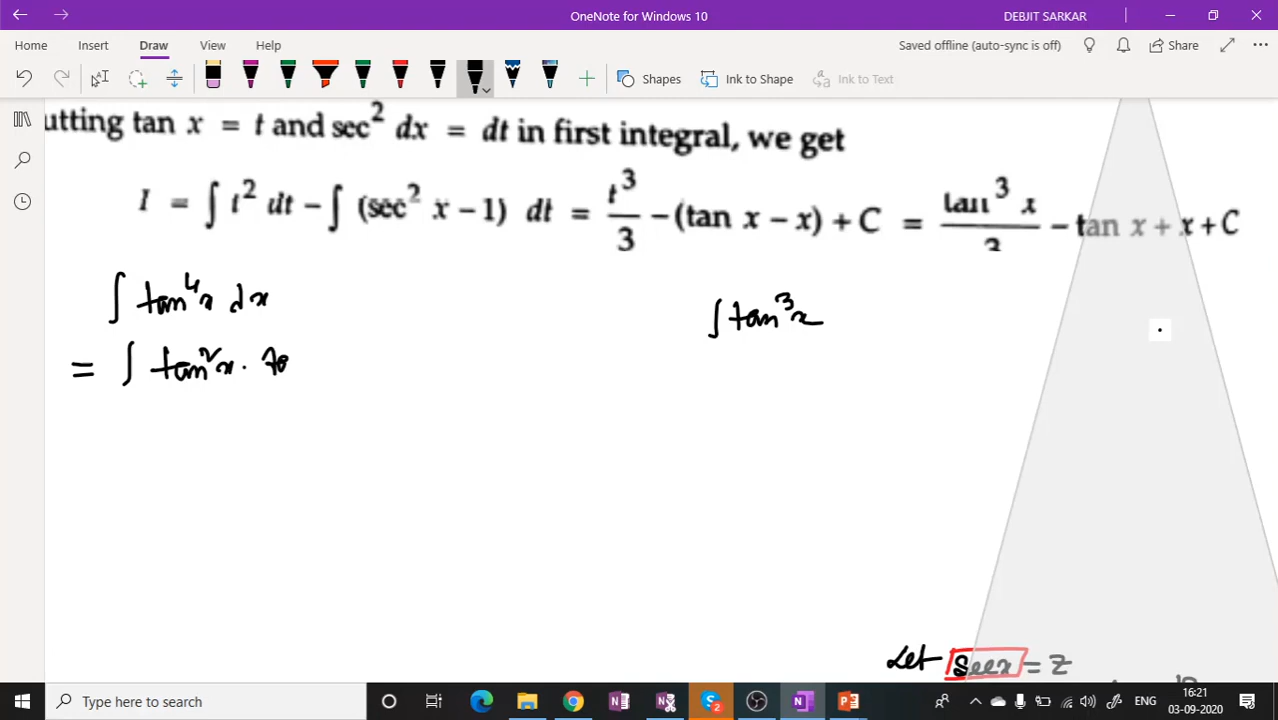 OneNote for Windows 10
DEBJIT SARKAR
Home Insert Draw View Help
Saved offline (auto-sync is off)
Share
Shapes
Ink to Shape
Ink to Text
utting tan x = t and sec² dx = dt in first integral, we get
I = ∫ t² dt − ∫ (sec² x − 1) dt = t³/3 − (tan x − x) + C = tan³ x/3 − tan x + x + C
∫ tan⁴x dx
∫ tan³x
= ∫ tan²x · ta
Let Secx = z
Type here to search
2
ENG
16:21
03-09-2020